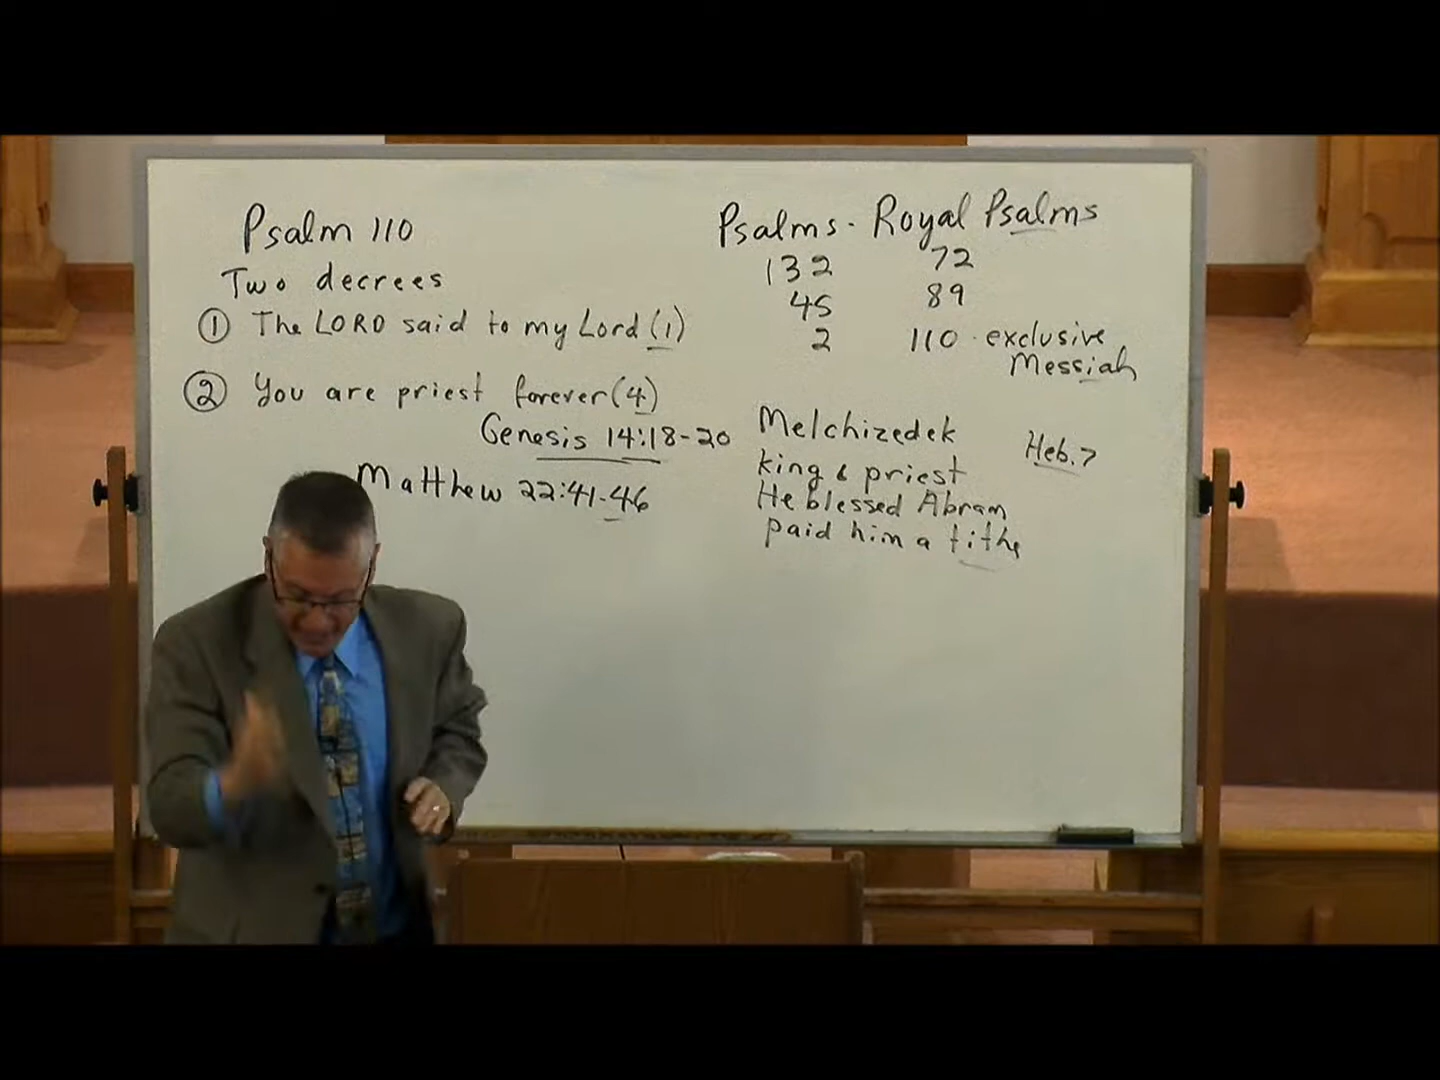 Psalm 110
Two decrees
① The LORD said to my Lord (1)
② You are priest forever (4)
Genesis 14:18-20
Matthew 22:41-46
Psalms - Royal Psalms
132 72
45 89
2 110 - exclusive
Messiah
Melchizedek
king & priest
He blessed Abram
paid him a tithe
Heb. 7